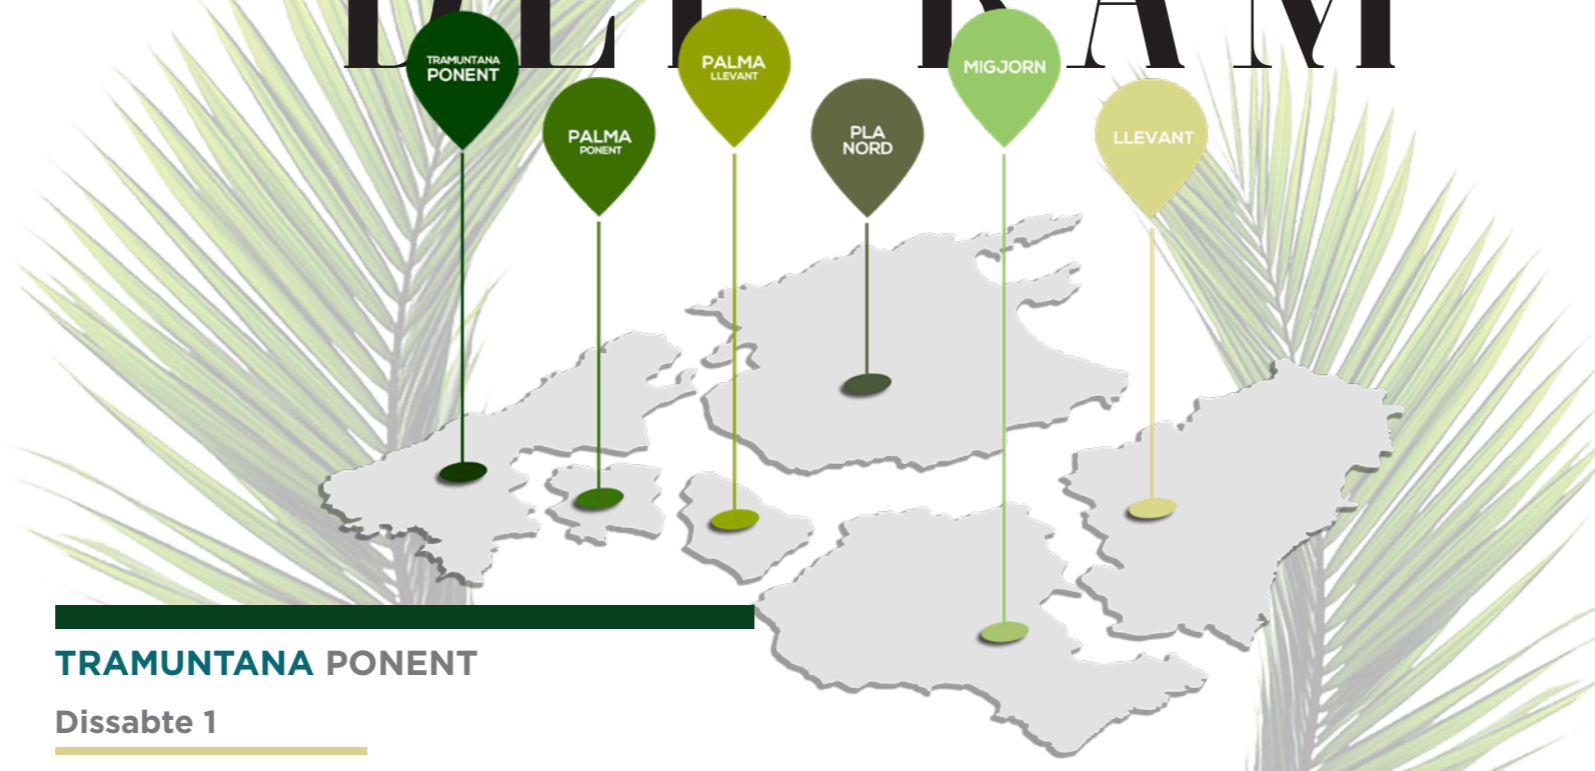 TRAMUNTANA
PONENT
PALMA
PONENT
PALMA
LLEVANT
PLA
NORD
MIGJORN
LLEVANT
TRAMUNTANA PONENT
Dissabte 1